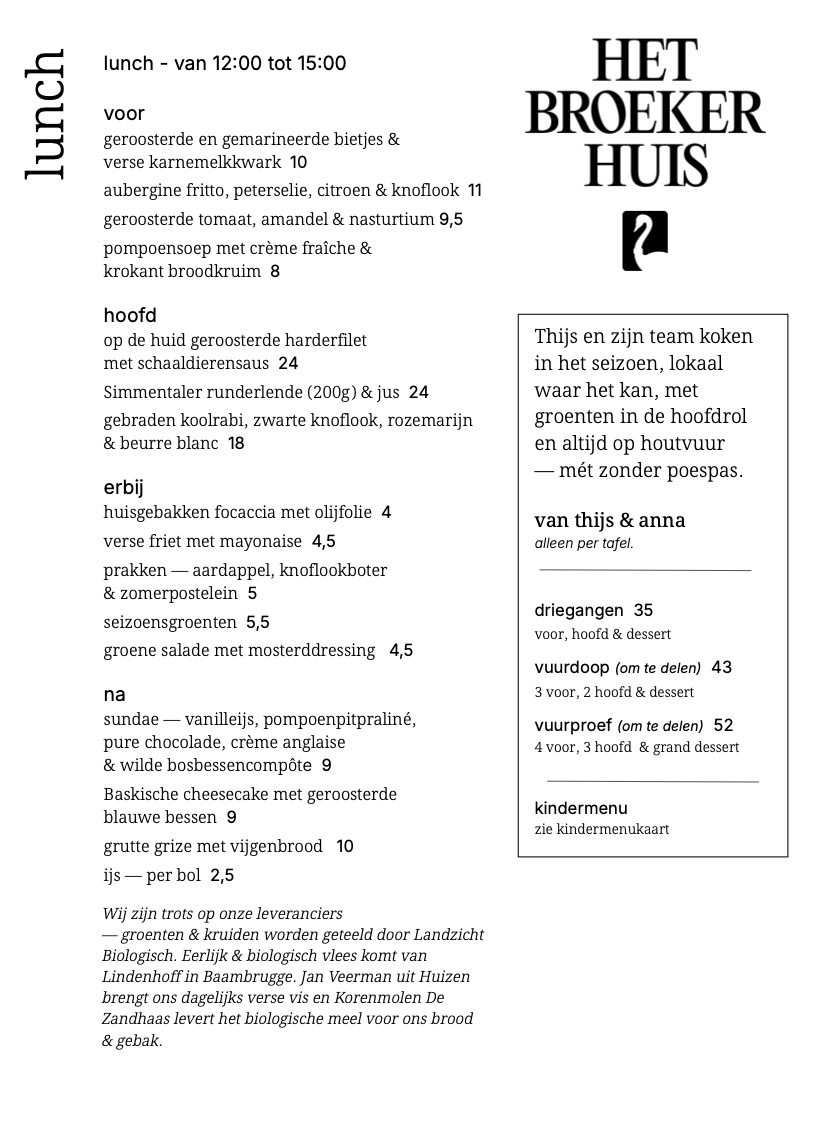 lunch
lunch - van 12:00 tot 15:00
voor
geroosterde en gemarineerde bietjes &
verse karnemelkkwark 10
aubergine fritto, peterselie, citroen & knoflook 11
geroosterde tomaat, amandel & nasturtium 9,5
pompoensoep met crème fraîche &
krokant broodkruim 8
hoofd
op de huid geroosterde harderfilet
met schaaldierensaus 24
Simmentaler runderlende (200g) & jus 24
gebraden koolrabi, zwarte knoflook, rozemarijn
& beurre blanc 18
erbij
huisgebakken focaccia met olijfolie 4
verse friet met mayonaise 4,5
prakken — aardappel, knoflookboter
& zomerpostelein 5
seizoensgroenten 5,5
groene salade met mosterddressing 4,5
na
sundae — vanilleijs, pompoenpitpraliné,
pure chocolade, crème anglaise
& wilde bosbessencompôte 9
Baskische cheesecake met geroosterde
blauwe bessen 9
grutte grize met vijgenbrood 10
ijs — per bol 2,5
Wij zijn trots op onze leveranciers
— groenten & kruiden worden geteeld door Landzicht
Biologisch. Eerlijk & biologisch vlees komt van
Lindenhoff in Baambrugge. Jan Veerman uit Huizen
brengt ons dagelijks verse vis en Korenmolen De
Zandhaas levert het biologische meel voor ons brood
& gebak.
HET
BROEKER
HUIS
Thijs en zijn team koken
in het seizoen, lokaal
waar het kan, met
groenten in de hoofdrol
en altijd op houtvuur
— mét zonder poespas.
van thijs & anna
alleen per tafel.
driegangen 35
voor, hoofd & dessert
vuurdoop (om te delen) 43
3 voor, 2 hoofd & dessert
vuurproef (om te delen) 52
4 voor, 3 hoofd & grand dessert
kindermenu
zie kindermenukaart